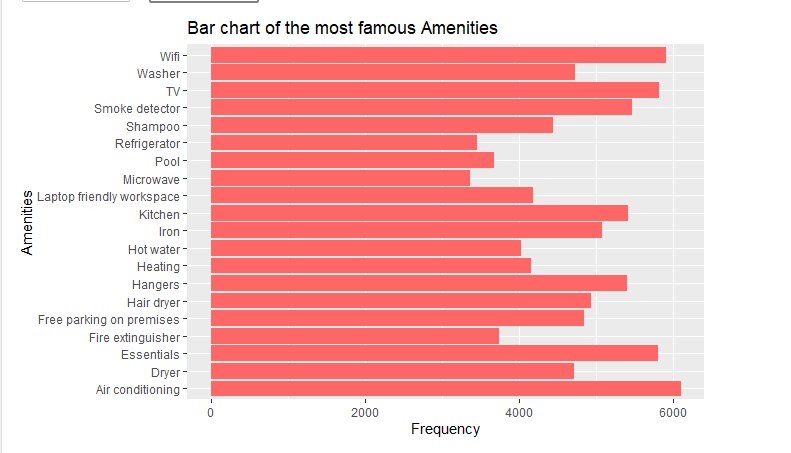 Bar chart of the most famous Amenities
Wifi
Washer
TV
Smoke detector
Shampoo
Refrigerator
Pool
Microwave
Laptop friendly workspace
Kitchen
Iron
Hot water
Heating
Hangers
Hair dryer
Free parking on premises
Fire extinguisher
Essentials
Dryer
Air conditioning
Amenities
0 2000 4000 6000
Frequency